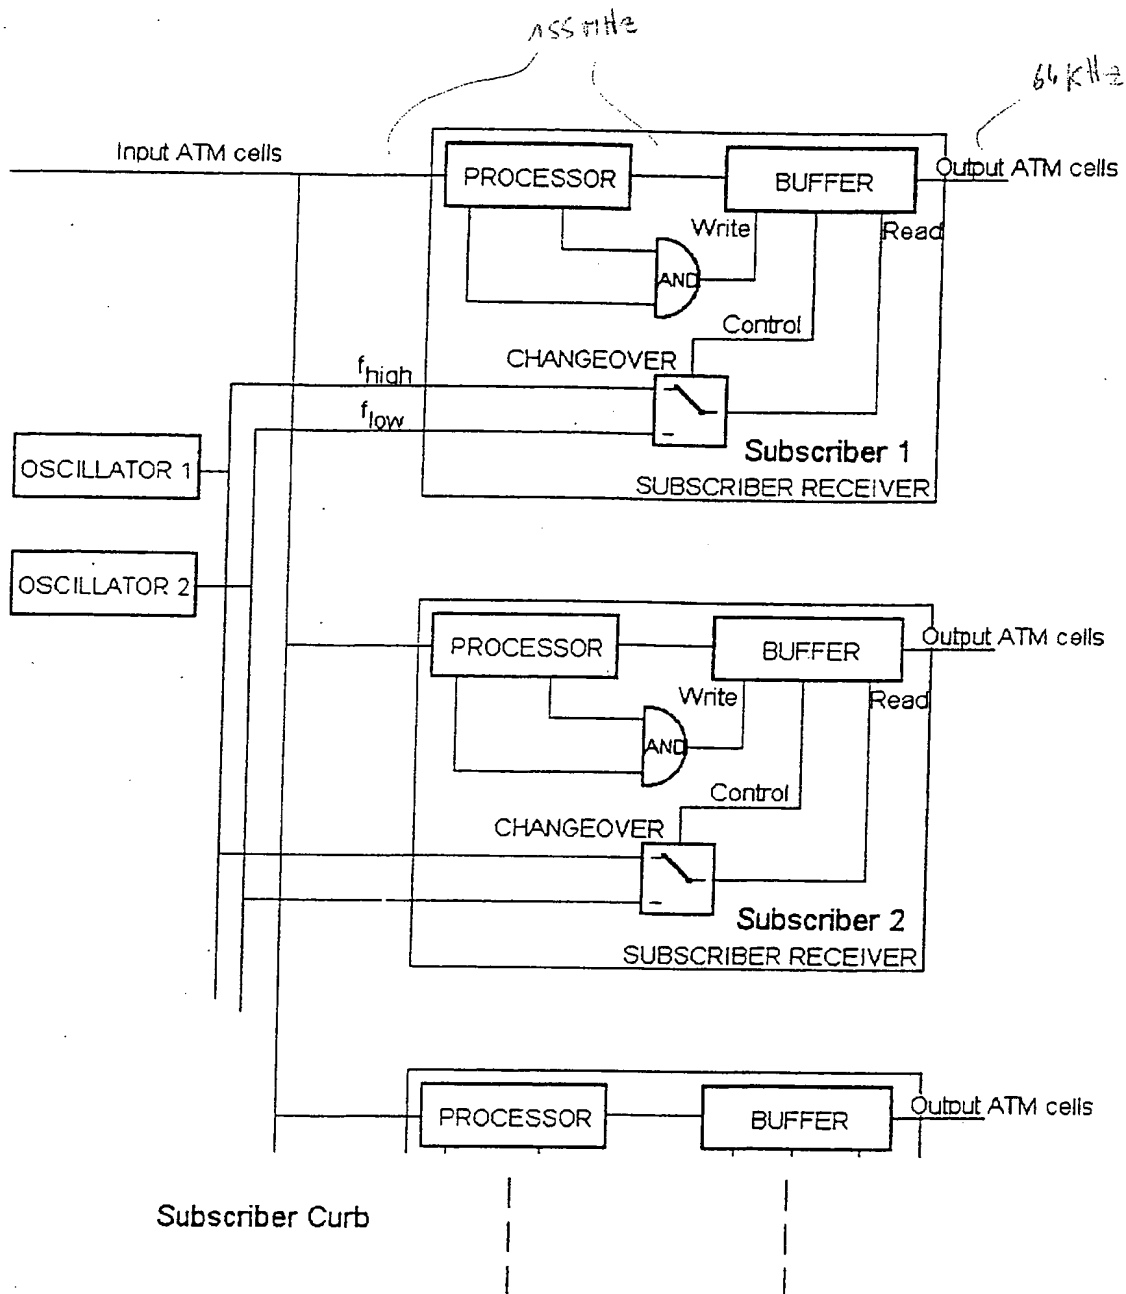 155 MHz
64 KHz
Input ATM cells
PROCESSOR
BUFFER
Output ATM cells
Write
Read
AND
Control
CHANGEOVER
fhigh
flow
Subscriber 1
OSCILLATOR 1
SUBSCRIBER RECEIVER
OSCILLATOR 2
PROCESSOR
BUFFER
Output ATM cells
Write
Read
AND
Control
CHANGEOVER
Subscriber 2
SUBSCRIBER RECEIVER
PROCESSOR
BUFFER
Output ATM cells
Subscriber Curb